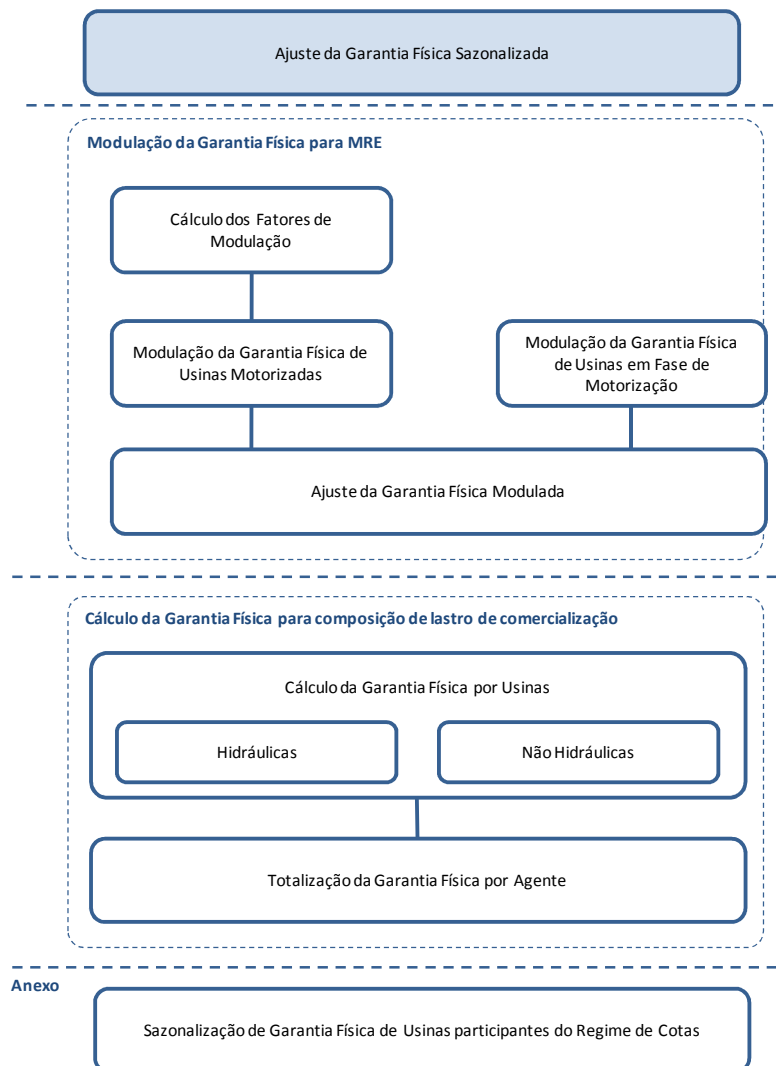 Ajuste da Garantia Física Sazonalizada
Modulação da Garantia Física para MRE
Cálculo dos Fatores de
Modulação
Modulação da Garantia Física de
Usinas Motorizadas
Modulação da Garantia Física
de Usinas em Fase de
Motorização
Ajuste da Garantia Física Modulada
Cálculo da Garantia Física para composição de lastro de comercialização
Cálculo da Garantia Física por Usinas
Hidráulicas
Não Hidráulicas
Totalização da Garantia Física por Agente
Anexo
Sazonalização de Garantia Física de Usinas participantes do Regime de Cotas